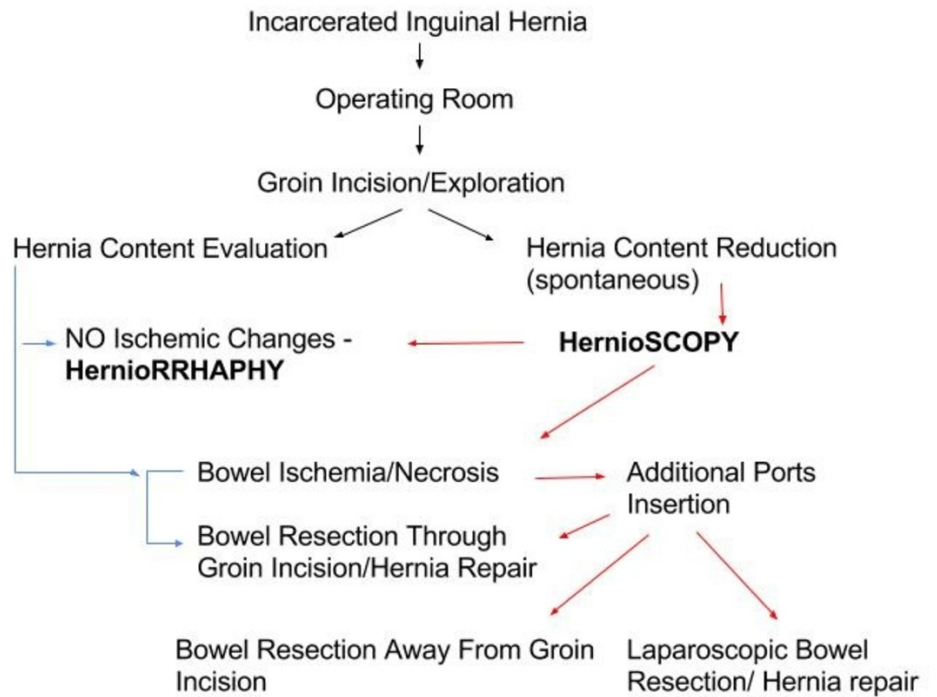 Incarcerated Inguinal Hernia
Operating Room
Groin Incision/Exploration
Hernia Content Evaluation
Hernia Content Reduction
(spontaneous)
NO Ischemic Changes -
HernioRRHAPHY
HernioSCOPY
Bowel Ischemia/Necrosis
Additional Ports
Insertion
Bowel Resection Through
Groin Incision/Hernia Repair
Bowel Resection Away From Groin
Incision
Laparoscopic Bowel
Resection/ Hernia repair